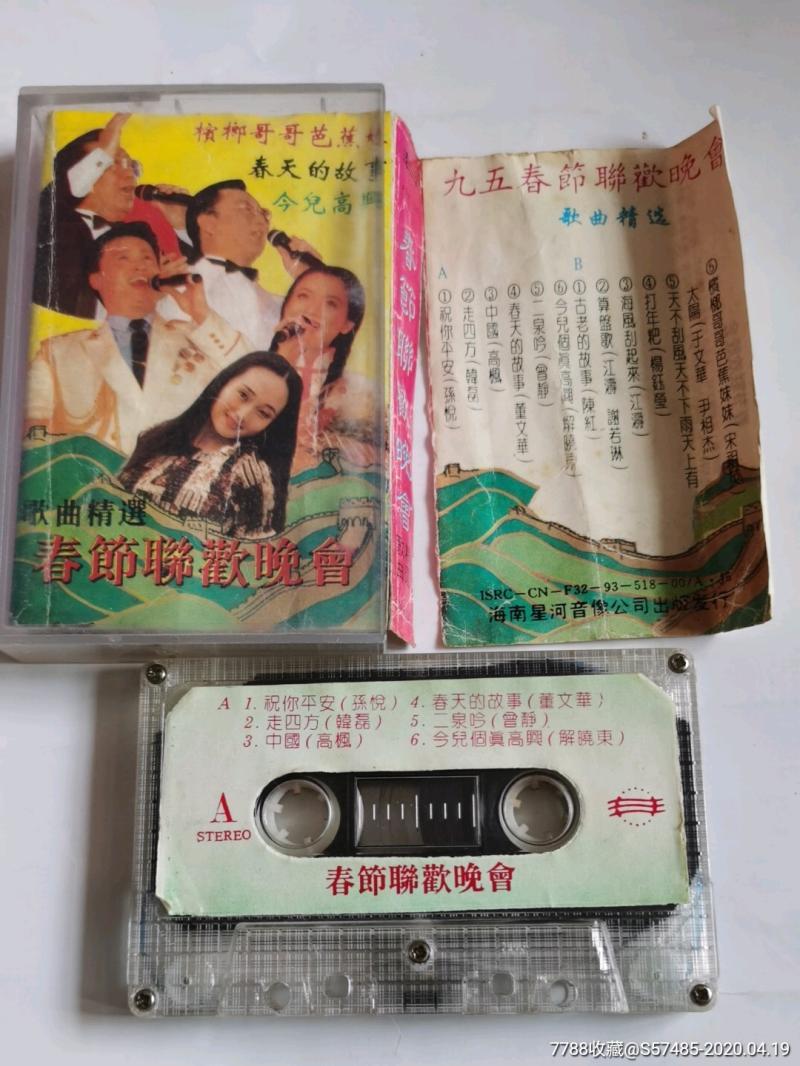 檳榔哥哥芭蕉
春天的故事
今兒高
歌曲精選
春節聯歡晚會
春節聯歡晚會
九五春節聯歡晚會
歌曲精选
A
①祝你平安(孫悅)
②走四方(韓磊)
③中國(高楓)
④春天的故事(董文華)
⑤二泉吟(曾靜)
⑥今兒個眞高興(解曉東)
B
①古老的故事(陳紅)
②算盤歌(江濤 謝若琳)
③海風刮起來(江濤)
④打年粑(楊鈺瑩)
⑤天不刮風天不下雨天上有
太陽(于文華 尹相杰)
⑤檳榔哥哥芭蕉妹妹(宋
ISRC-CN-F32-93-518-00/A·J6
海南星河音像公司出版发行
A 1. 祝你平安(孫悅) 4. 春天的故事(董文華)
2. 走四方(韓磊) 5. 二泉吟(曾靜)
3. 中國(高楓) 6. 今兒個眞高興(解曉東)
A
STEREO
春節聯歡晚會
7788收藏@S57485-2020.04.19